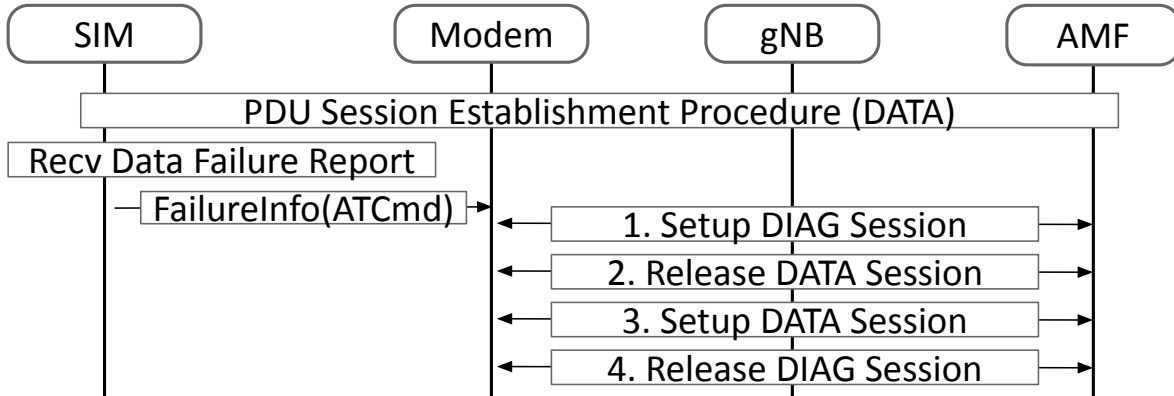 SIM
Modem
gNB
AMF
PDU Session Establishment Procedure (DATA)
Recv Data Failure Report
FailureInfo(ATCmd)
1. Setup DIAG Session
2. Release DATA Session
3. Setup DATA Session
4. Release DIAG Session